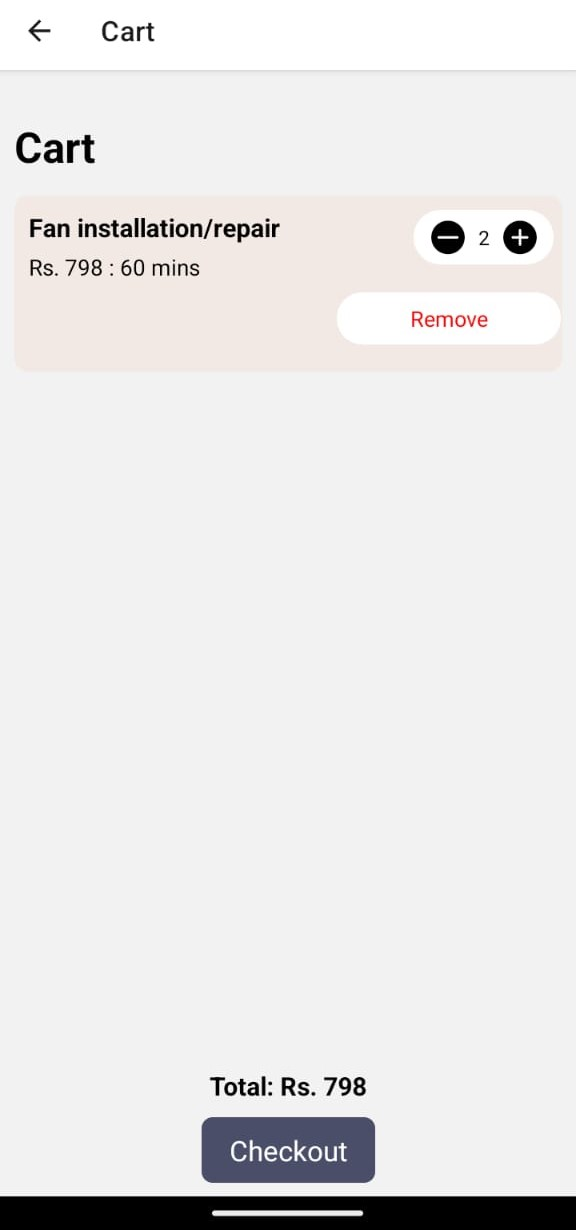 Cart
Cart
Fan installation/repair
2
Rs. 798 : 60 mins
Remove
Total: Rs. 798
Checkout